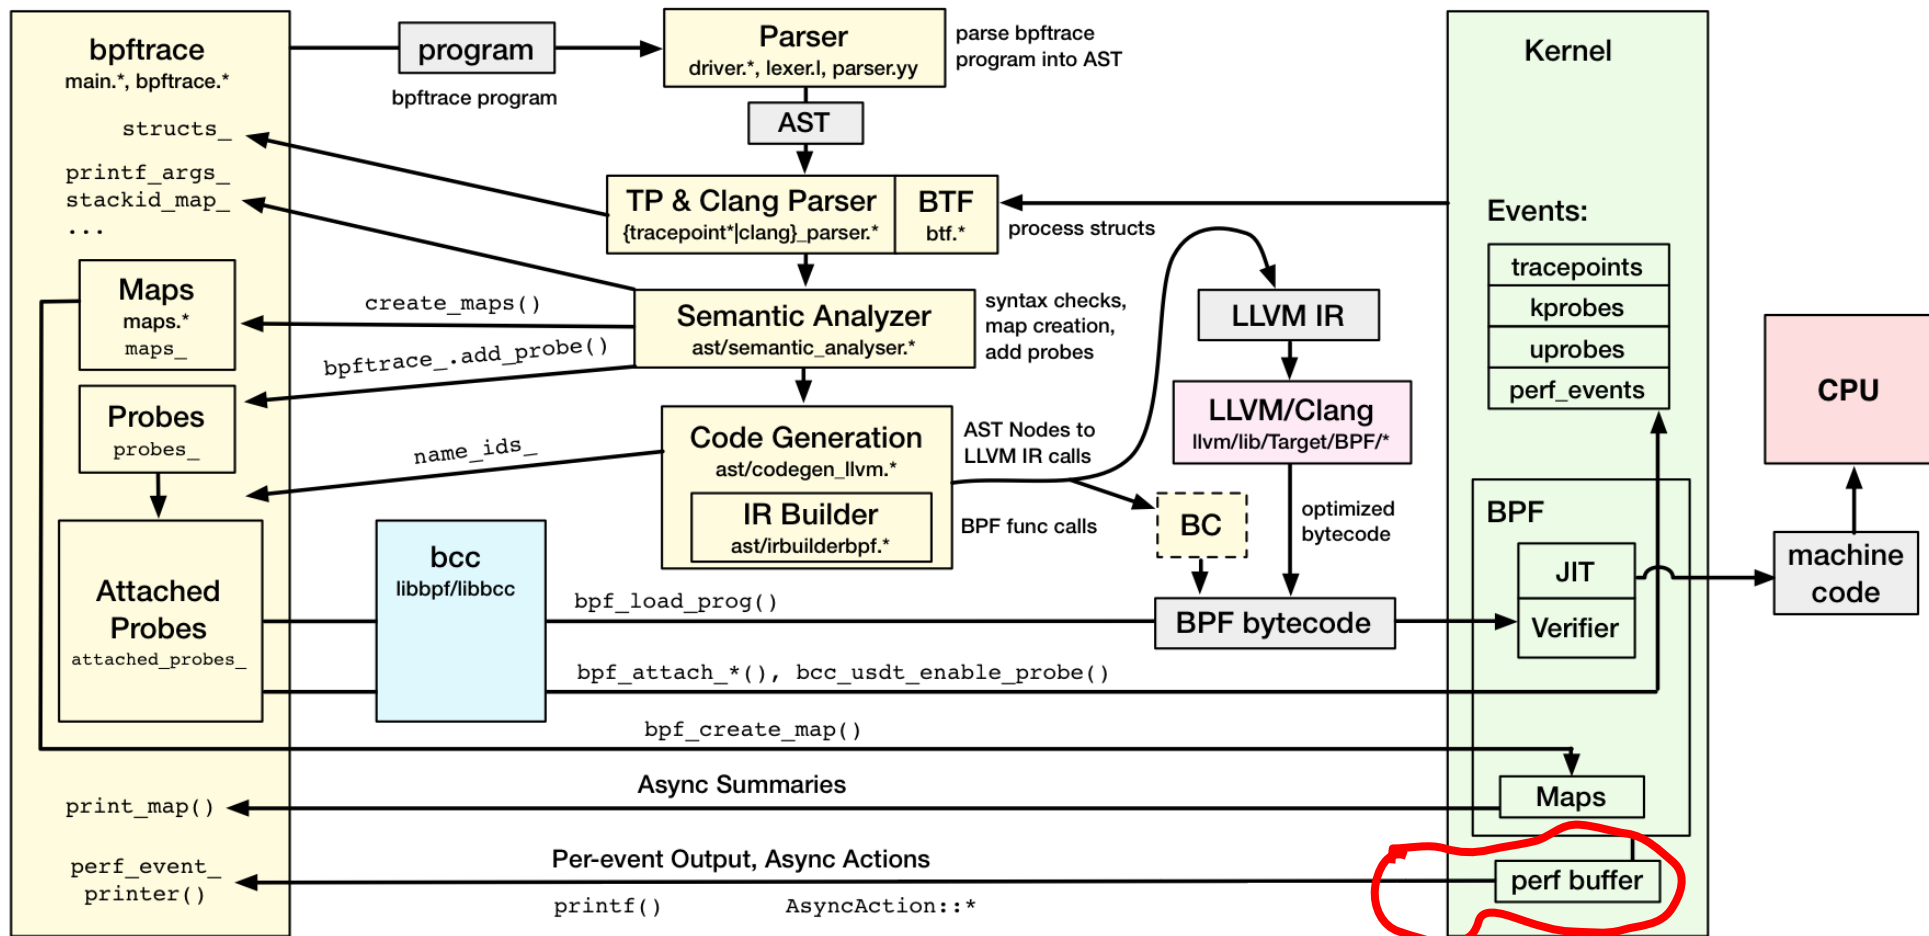 bpftrace
main.*, bpftrace.*
structs_
printf_args_
stackid_map_
...
Maps
maps.*
maps_
Probes
probes_
Attached
Probes
attached_probes_
print_map()
perf_event_
printer()
program
bpftrace program
Parser
driver.*, lexer.l, parser.yy
parse bpftrace
program into AST
AST
TP & Clang Parser
{tracepoint*|clang}_parser.*
BTF
btf.*
process structs
create_maps()
bpftrace_.add_probe()
name_ids_
Semantic Analyzer
ast/semantic_analyser.*
syntax checks,
map creation,
add probes
Code Generation
ast/codegen_llvm.*
IR Builder
ast/irbuilderbpf.*
AST Nodes to
LLVM IR calls
BPF func calls
LLVM IR
LLVM/Clang
llvm/lib/Target/BPF/*
optimized
bytecode
BC
BPF bytecode
bcc
libbpf/libbcc
bpf_load_prog()
bpf_attach_*(), bcc_usdt_enable_probe()
bpf_create_map()
Async Summaries
Per-event Output, Async Actions
printf()
AsyncAction::*
Kernel
Events:
tracepoints
kprobes
uprobes
perf_events
BPF
JIT
Verifier
Maps
perf buffer
CPU
machine
code